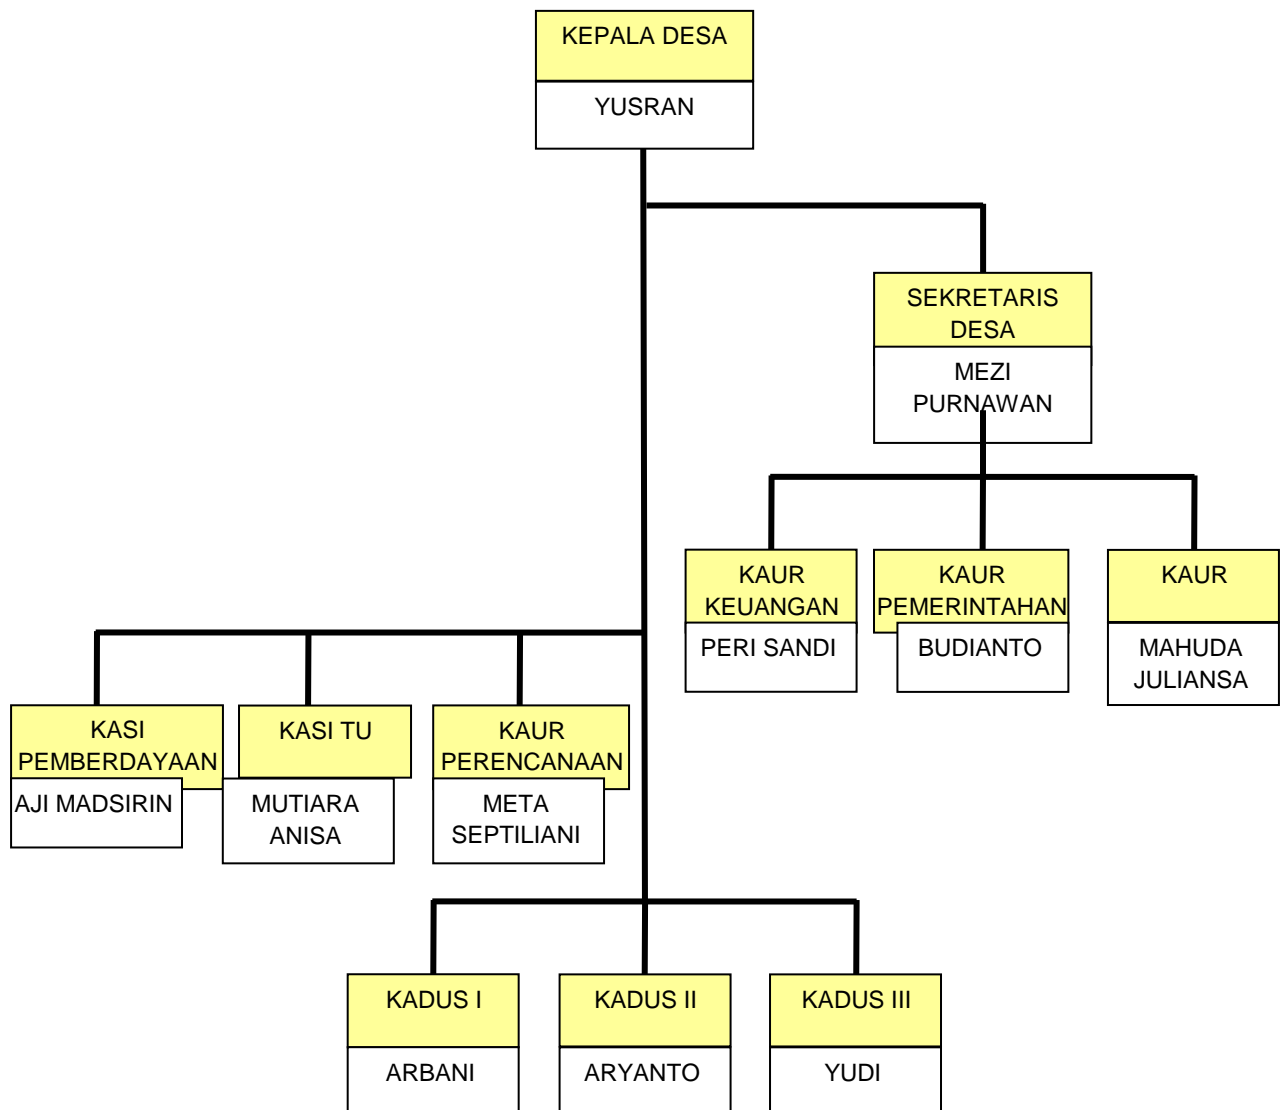 KEPALA DESA
YUSRAN
SEKRETARIS
DESA
MEZI
PURNAWAN
KAUR
KEUANGAN
PERI SANDI
KAUR
PEMERINTAHAN
BUDIANTO
KAUR
MAHUDA
JULIANSA
KASI
PEMBERDAYAAN
AJI MADSIRIN
KASI TU
MUTIARA
ANISA
KAUR
PERENCANAAN
META
SEPTILIANI
KADUS I
ARBANI
KADUS II
ARYANTO
KADUS III
YUDI